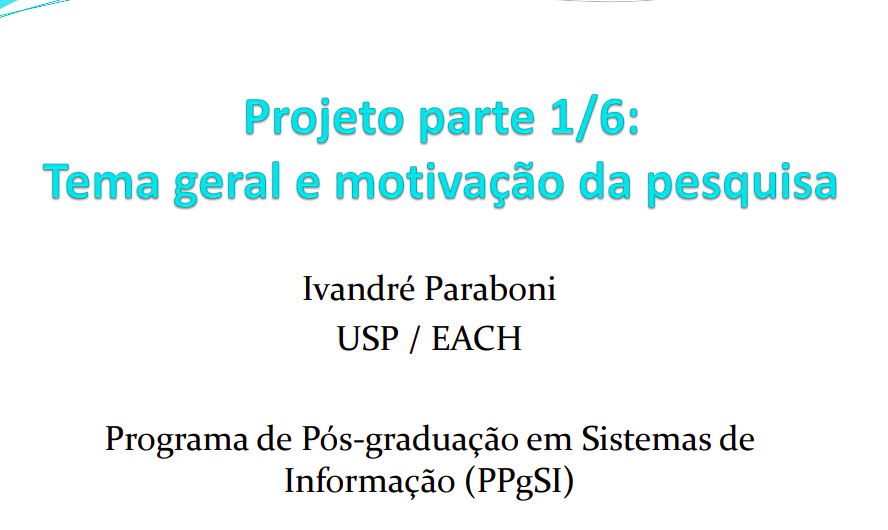 Projeto parte 1/6:
Tema geral e motivação da pesquisa
Ivandré Paraboni
USP / EACH
Programa de Pós-graduação em Sistemas de
Informação (PPgSI)